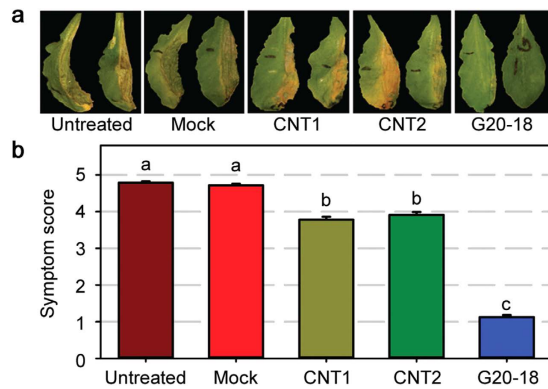 a
Untreated Mock CNT1 CNT2 G20-18
b
Symptom score
5
4
3
2
1
0
a a b b c
Untreated Mock CNT1 CNT2 G20-18